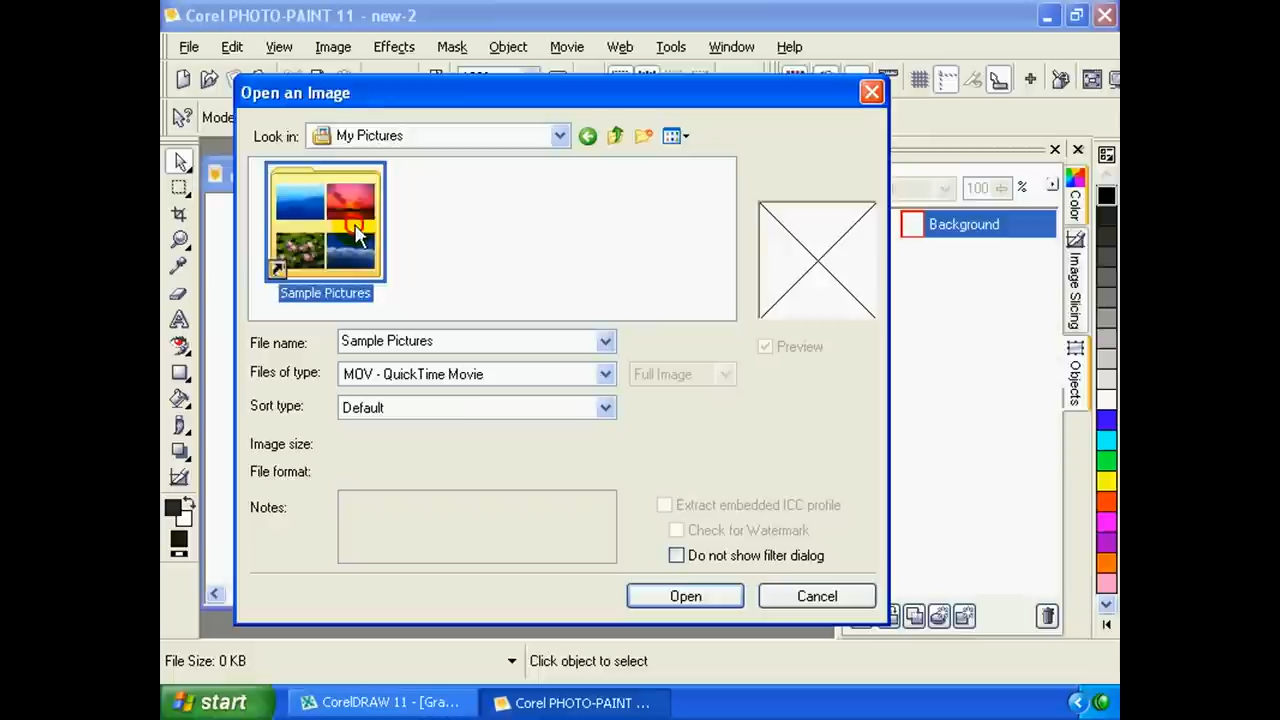 Corel PHOTO-PAINT 11 - new-2
File Edit View Image Effects Mask Object Movie Web Tools Window Help
Open an Image
Mode
Look in: My Pictures
100 %
Background
Sample Pictures
Color
Image Slicing
Objects
File name: Sample Pictures
Preview
Files of type: MOV - QuickTime Movie Full Image
Sort type: Default
Image size:
File format:
Notes:
Extract embedded ICC profile
Check for Watermark
Do not show filter dialog
Open Cancel
File Size: 0 KB Click object to select
start CorelDRAW 11 - [Gra... Corel PHOTO-PAINT ...